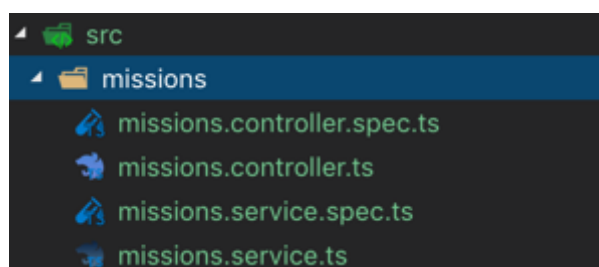 src
missions
missions.controller.spec.ts
missions.controller.ts
missions.service.spec.ts
missions.service.ts